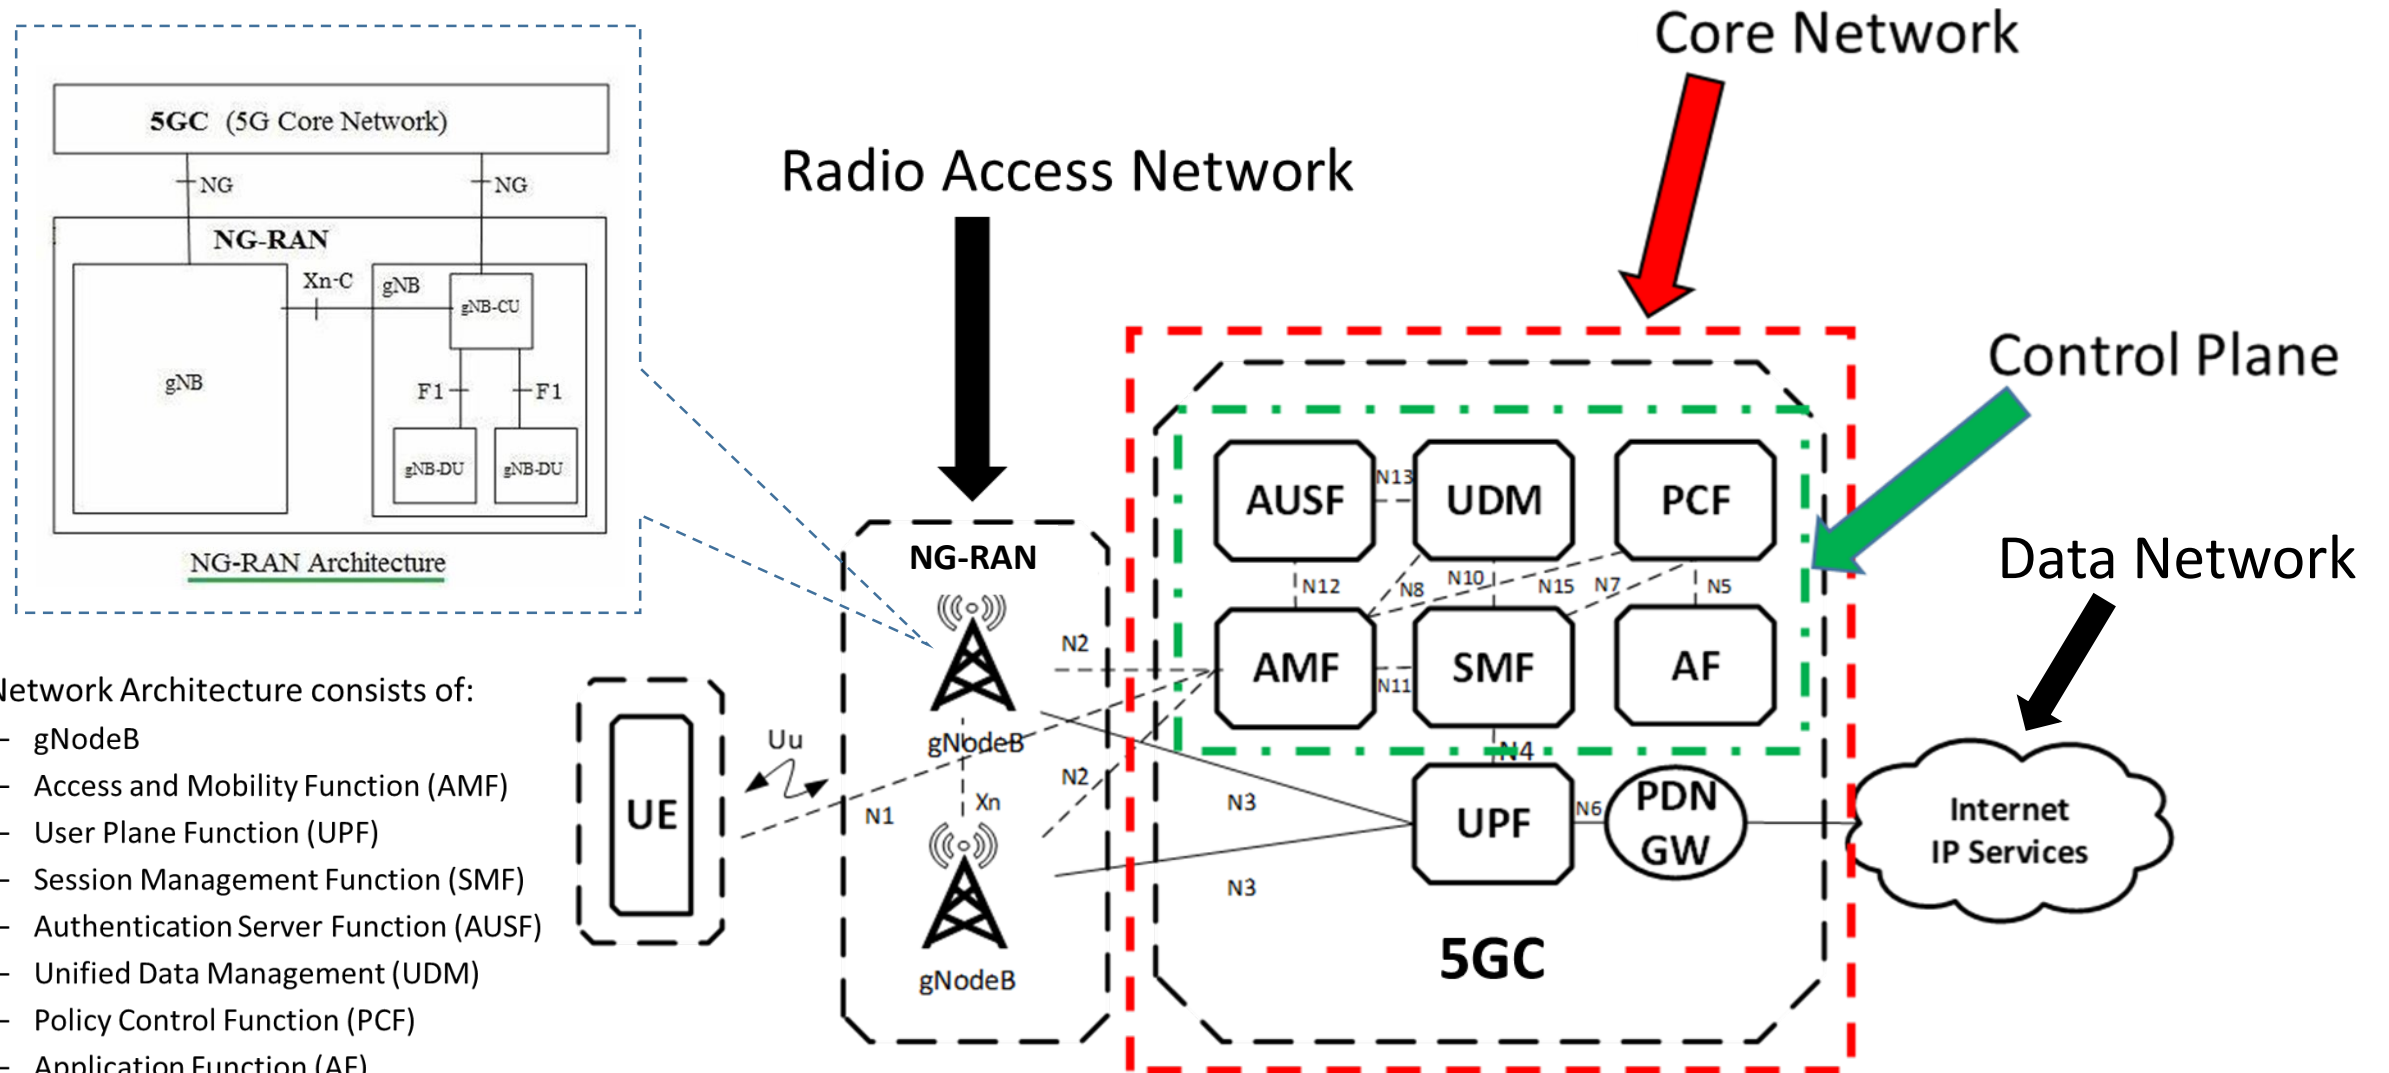 Core Network
Radio Access Network
Control Plane
Data Network
5GC (5G Core Network)
NG
NG
NG-RAN
Xn-C
gNB
gNB-CU
gNB
F1
F1
gNB-DU
gNB-DU
NG-RAN Architecture
Network Architecture consists of:
– gNodeB
– Access and Mobility Function (AMF)
– User Plane Function (UPF)
– Session Management Function (SMF)
– Authentication Server Function (AUSF)
– Unified Data Management (UDM)
– Policy Control Function (PCF)
– Application Function (AF)
UE
Uu
N1
NG-RAN
gNodeB
Xn
gNodeB
N2
N2
N3
N3
AUSF
N13
UDM
PCF
N12
N8
N10
N15
N7
N5
AMF
N11
SMF
AF
N4
UPF
N6
PDN
GW
5GC
Internet
IP Services